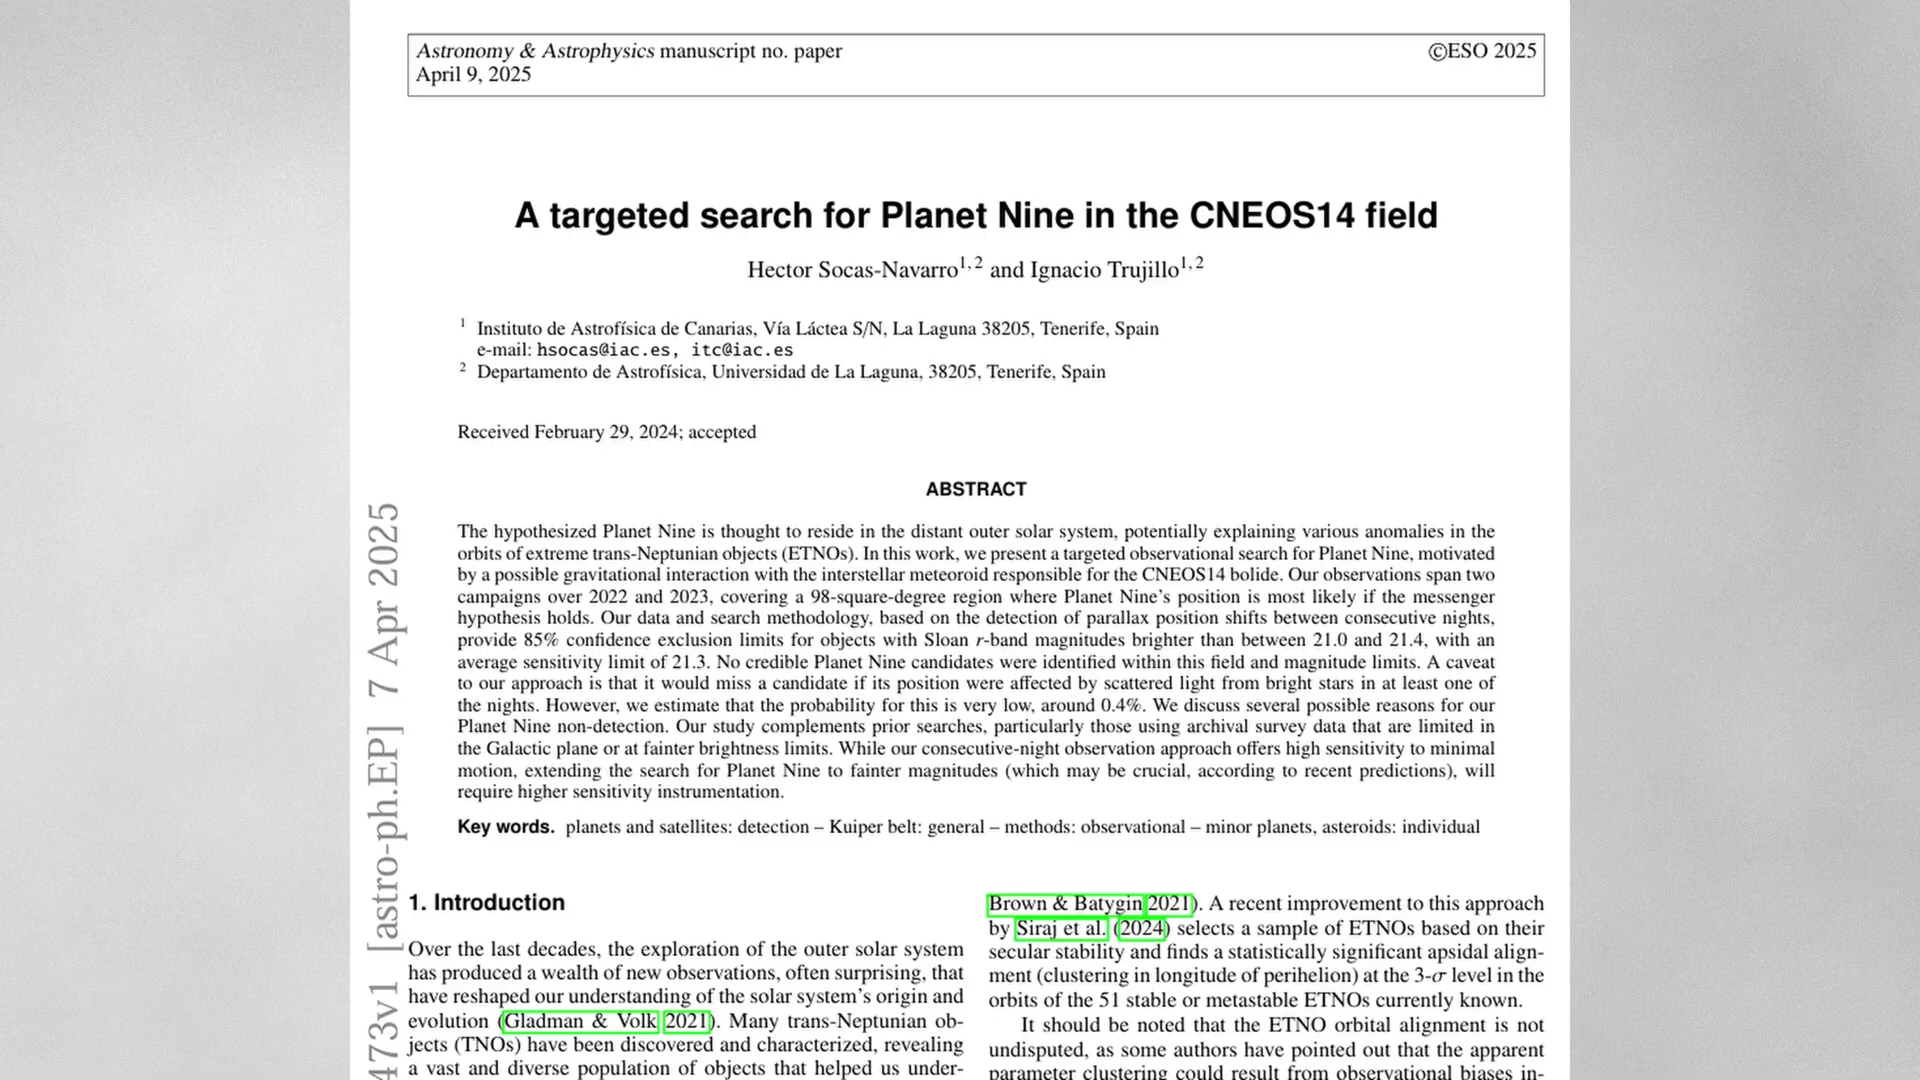 Astronomy & Astrophysics manuscript no. paper
April 9, 2025
©ESO 2025
A targeted search for Planet Nine in the CNEOS14 field
Hector Socas-Navarro1,2 and Ignacio Trujillo1,2
1 Instituto de Astrofísica de Canarias, Vía Láctea S/N, La Laguna 38205, Tenerife, Spain
e-mail: hsocas@iac.es, itc@iac.es
2 Departamento de Astrofísica, Universidad de La Laguna, 38205, Tenerife, Spain
Received February 29, 2024; accepted
ABSTRACT
The hypothesized Planet Nine is thought to reside in the distant outer solar system, potentially explaining various anomalies in the
orbits of extreme trans-Neptunian objects (ETNOs). In this work, we present a targeted observational search for Planet Nine, motivated
by a possible gravitational interaction with the interstellar meteoroid responsible for the CNEOS14 bolide. Our observations span two
campaigns over 2022 and 2023, covering a 98-square-degree region where Planet Nine's position is most likely if the messenger
hypothesis holds. Our data and search methodology, based on the detection of parallax position shifts between consecutive nights,
provide 85% confidence exclusion limits for objects with Sloan r-band magnitudes brighter than between 21.0 and 21.4, with an
average sensitivity limit of 21.3. No credible Planet Nine candidates were identified within this field and magnitude limits. A caveat
to our approach is that it would miss a candidate if its position were affected by scattered light from bright stars in at least one of
the nights. However, we estimate that the probability for this is very low, around 0.4%. We discuss several possible reasons for our
Planet Nine non-detection. Our study complements prior searches, particularly those using archival survey data that are limited in
the Galactic plane or at fainter brightness limits. While our consecutive-night observation approach offers high sensitivity to minimal
motion, extending the search for Planet Nine to fainter magnitudes (which may be crucial, according to recent predictions), will
require higher sensitivity instrumentation.
Key words. planets and satellites: detection – Kuiper belt: general – methods: observational – minor planets, asteroids: individual
473v1 [astro-ph.EP] 7 Apr 2025
1. Introduction
Over the last decades, the exploration of the outer solar system
has produced a wealth of new observations, often surprising, that
have reshaped our understanding of the solar system's origin and
evolution (Gladman & Volk 2021). Many trans-Neptunian ob-
jects (TNOs) have been discovered and characterized, revealing
a vast and diverse population of objects that helped us under-
Brown & Batygin 2021). A recent improvement to this approach
by Siraj et al. (2024) selects a sample of ETNOs based on their
secular stability and finds a statistically significant apsidal align-
ment (clustering in longitude of perihelion) at the 3-σ level in the
orbits of the 51 stable or metastable ETNOs currently known.
It should be noted that the ETNO orbital alignment is not
undisputed, as some authors have pointed out that the apparent
parameter clustering could result from observational biases in-